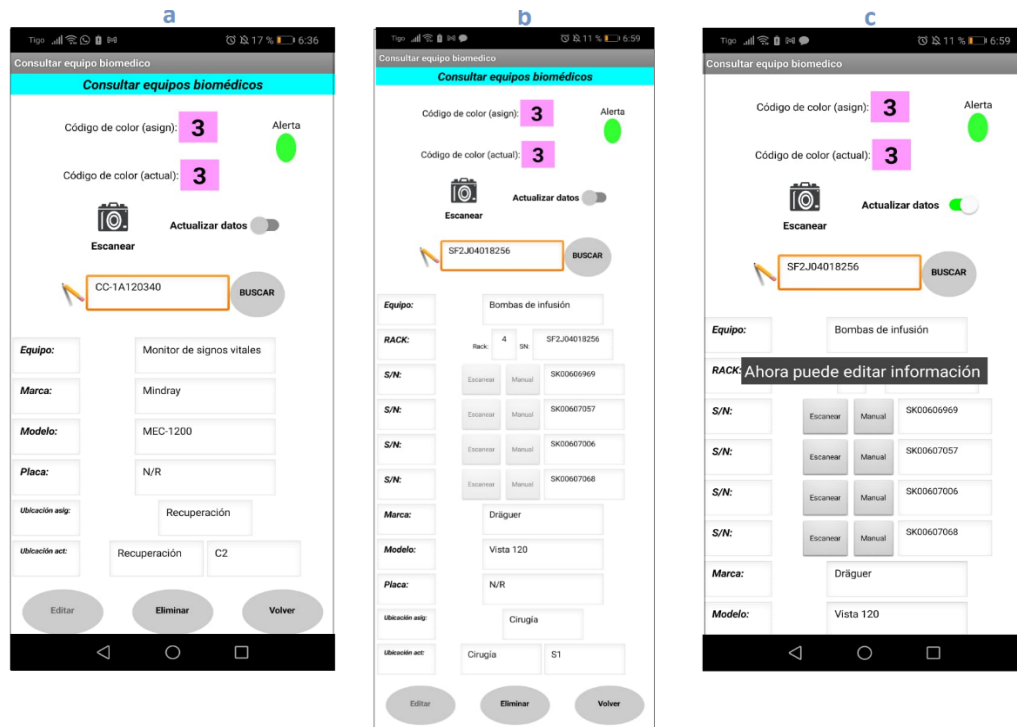 a
Tigo 17 % 6:36
Consultar equipo biomedico
Consultar equipos biomédicos
Código de color (asign): 3
Alerta
Código de color (actual): 3
Actualizar datos
Escanear
CC-1A120340
BUSCAR
Equipo: Monitor de signos vitales
Marca: Mindray
Modelo: MEC-1200
Placa: N/R
Ubicación asig: Recuperación
Ubicación act: Recuperación C2
Editar Eliminar Volver
b
Tigo 11 % 6:59
Consultar equipo biomedico
Consultar equipos biomédicos
Código de color (asign): 3
Alerta
Código de color (actual): 3
Actualizar datos
Escanear
SF2J04018256
BUSCAR
Equipo: Bombas de infusión
RACK: Rack: 4 SN: SF2J04018256
S/N: Escanear Manual SK00606969
S/N: Escanear Manual SK00607057
S/N: Escanear Manual SK00607006
S/N: Escanear Manual SK00607068
Marca: Dräguer
Modelo: Vista 120
Placa: N/R
Ubicación asig: Cirugía
Ubicación act: Cirugía S1
Editar Eliminar Volver
c
Tigo 11 % 6:59
Consultar equipo biomedico
Código de color (asign): 3
Alerta
Código de color (actual): 3
Actualizar datos
Escanear
SF2J04018256
BUSCAR
Equipo: Bombas de infusión
RACK: Ahora puede editar información
S/N: Escanear Manual SK00606969
S/N: Escanear Manual SK00607057
S/N: Escanear Manual SK00607006
S/N: Escanear Manual SK00607068
Marca: Dräguer
Modelo: Vista 120